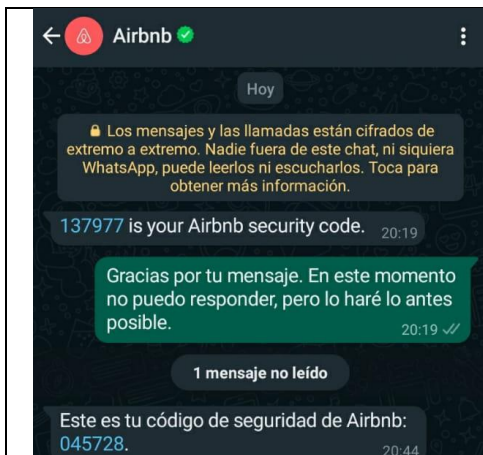 Airbnb
Hoy
Los mensajes y las llamadas están cifrados de
extremo a extremo. Nadie fuera de este chat, ni siquiera
WhatsApp, puede leerlos ni escucharlos. Toca para
obtener más información.
137977 is your Airbnb security code. 20:19
Gracias por tu mensaje. En este momento
no puedo responder, pero lo haré lo antes
posible.
20:19
1 mensaje no leído
Este es tu código de seguridad de Airbnb:
045728.
20:44